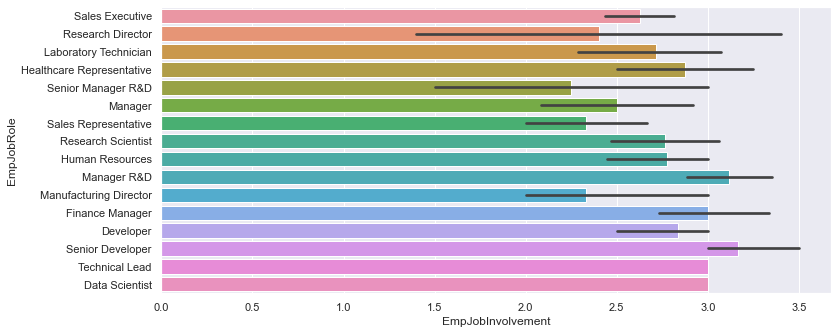 EmpJobRole
Sales Executive
Research Director
Laboratory Technician
Healthcare Representative
Senior Manager R&D
Manager
Sales Representative
Research Scientist
Human Resources
Manager R&D
Manufacturing Director
Finance Manager
Developer
Senior Developer
Technical Lead
Data Scientist
0.0 0.5 1.0 1.5 2.0 2.5 3.0 3.5
EmpJobInvolvement